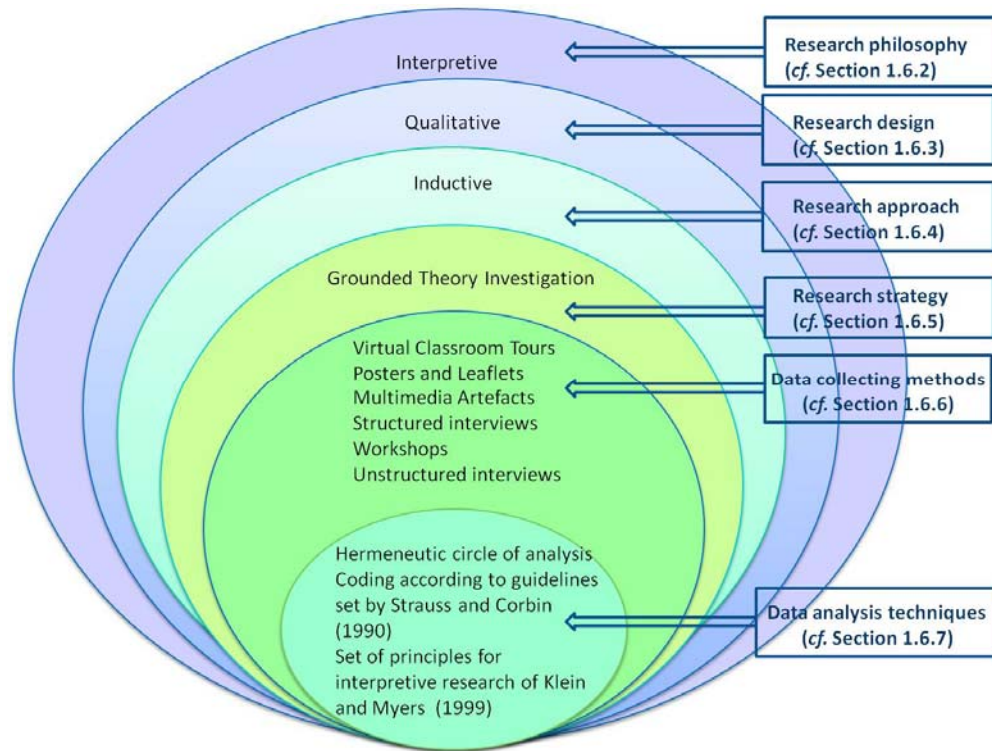 Interpretive
Research philosophy
(cf. Section 1.6.2)
Qualitative
Research design
(cf. Section 1.6.3)
Inductive
Research approach
(cf. Section 1.6.4)
Grounded Theory Investigation
Research strategy
(cf. Section 1.6.5)
Virtual Classroom Tours
Posters and Leaflets
Multimedia Artefacts
Structured interviews
Workshops
Unstructured interviews
Data collecting methods
(cf. Section 1.6.6)
Hermeneutic circle of analysis
Coding according to guidelines
set by Strauss and Corbin
(1990)
Set of principles for
interpretive research of Klein
and Myers (1999)
Data analysis techniques
(cf. Section 1.6.7)